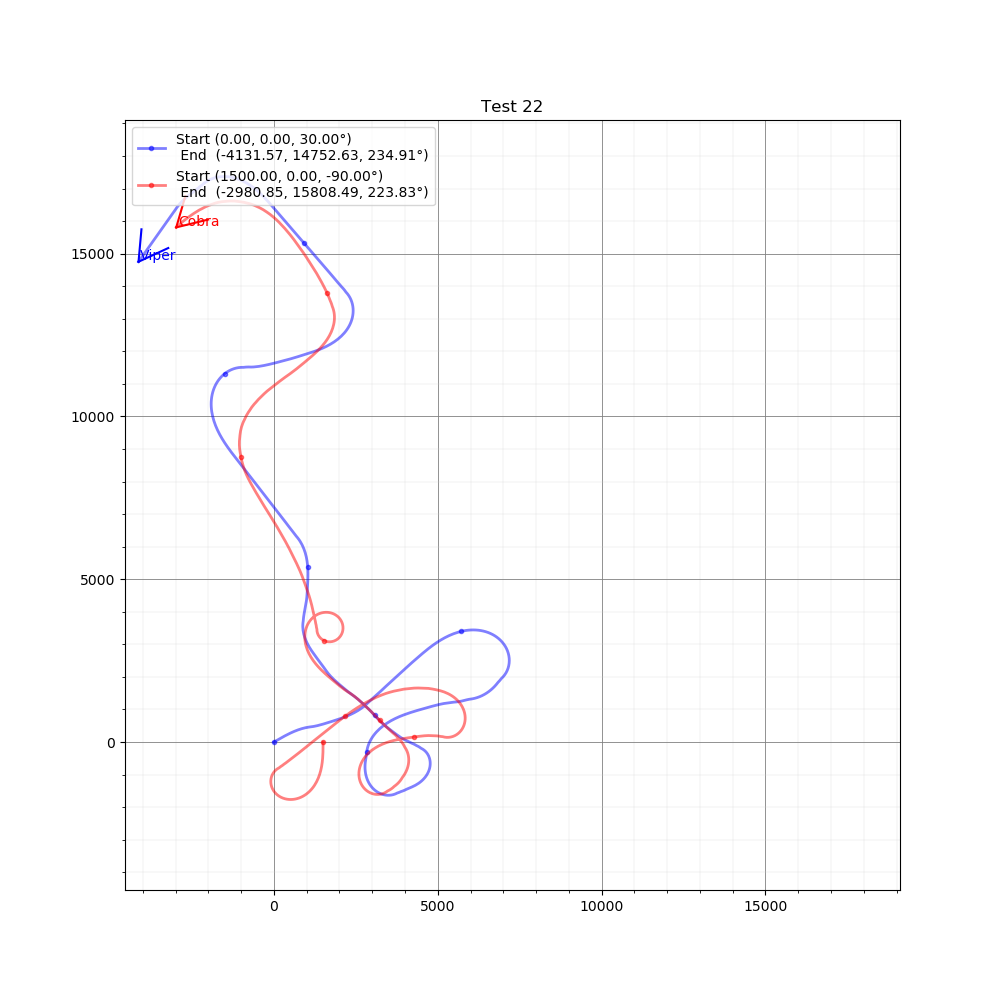 Test 22
Start (0.00, 0.00, 30.00°)
End (-4131.57, 14752.63, 234.91°)
Start (1500.00, 0.00, -90.00°)
End (-2980.85, 15808.49, 223.83°)
Cobra
Viper
15000
10000
5000
0
0
5000
10000
15000